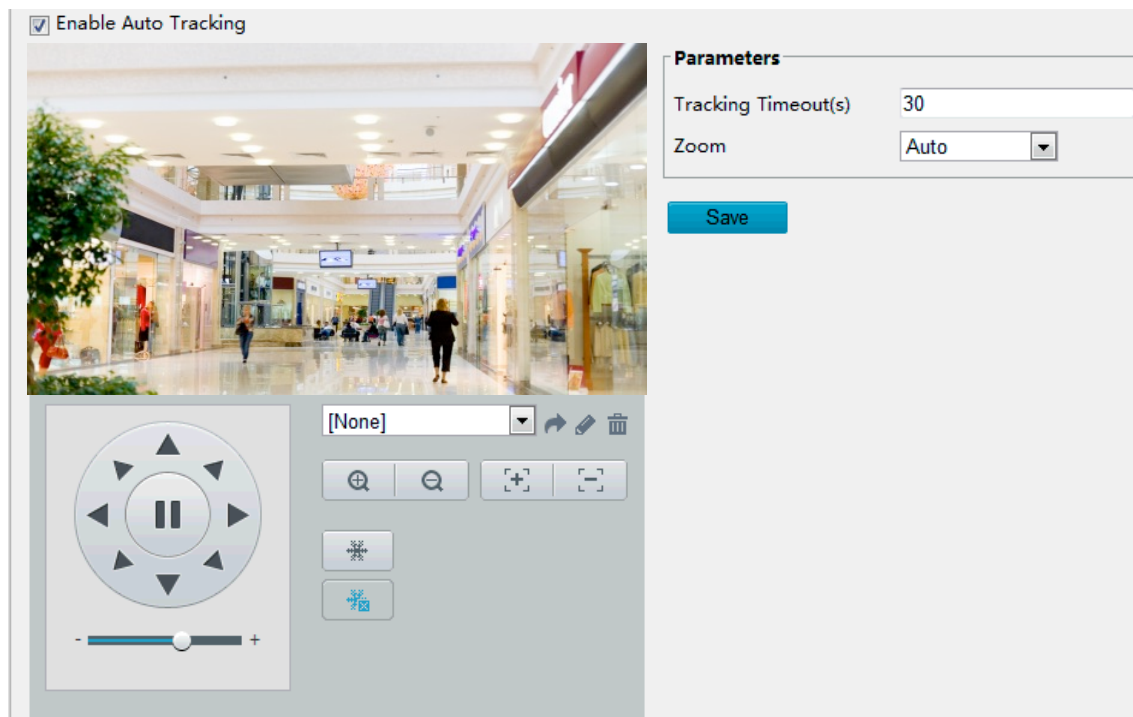 Enable Auto Tracking
Parameters
Tracking Timeout(s) 30
Zoom Auto
Save
[None]
- +